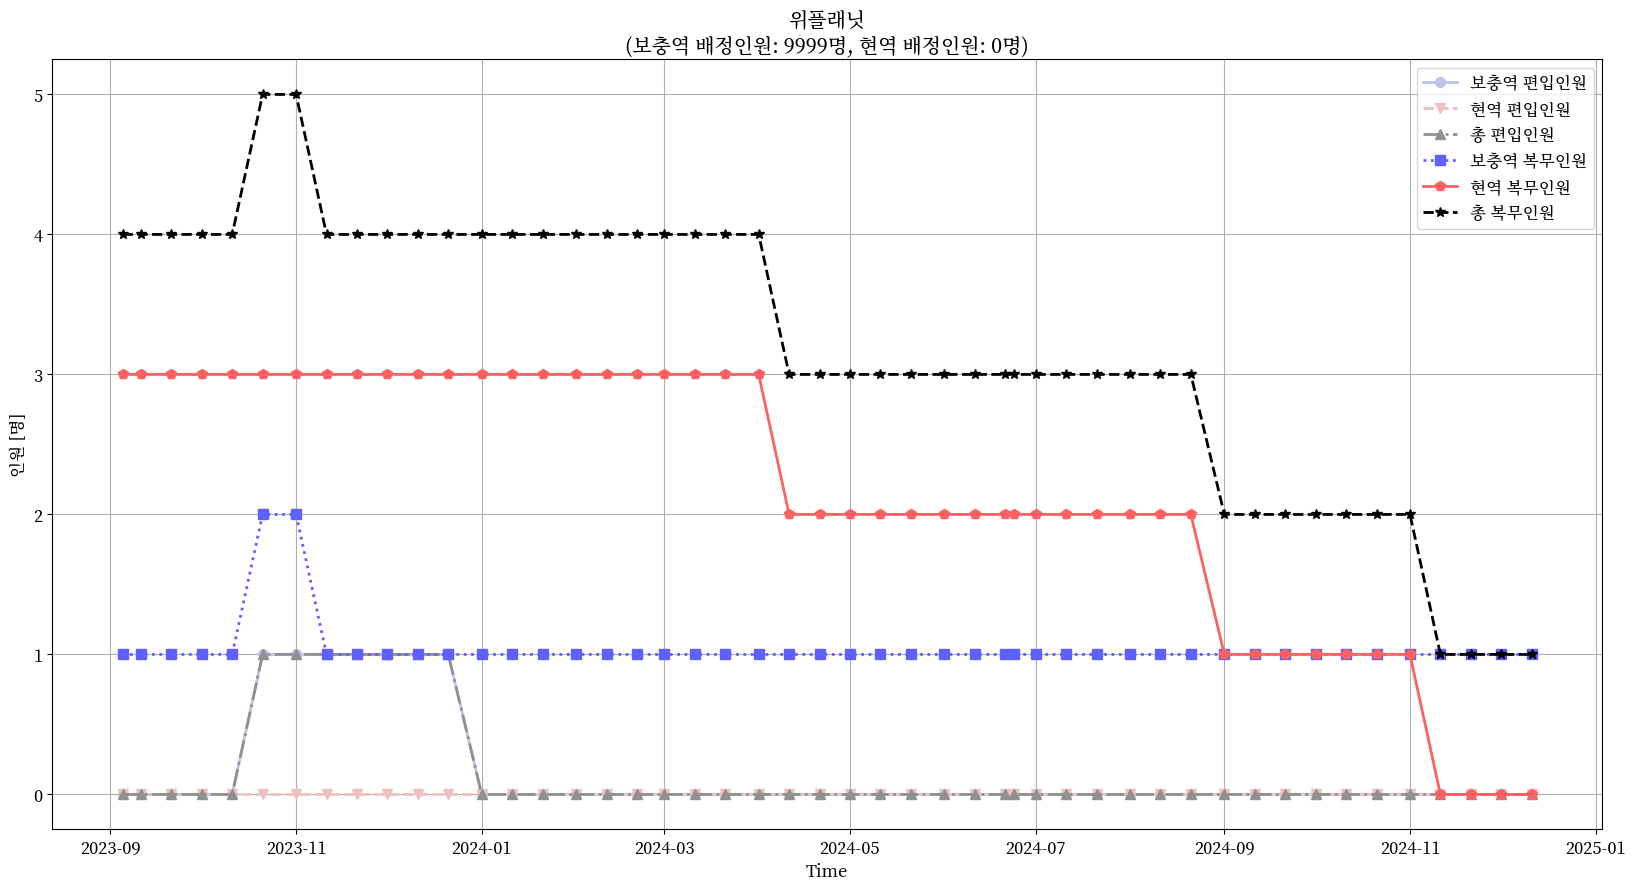 위플래닛
(보충역 배정인원: 9999명, 현역 배정인원: 0명)
보충역 편입인원
현역 편입인원
총 편입인원
보충역 복무인원
현역 복무인원
총 복무인원
인원 [명]
5
4
3
2
1
0
2023-09
2023-11
2024-01
2024-03
2024-05
2024-07
2024-09
2024-11
2025-01
Time